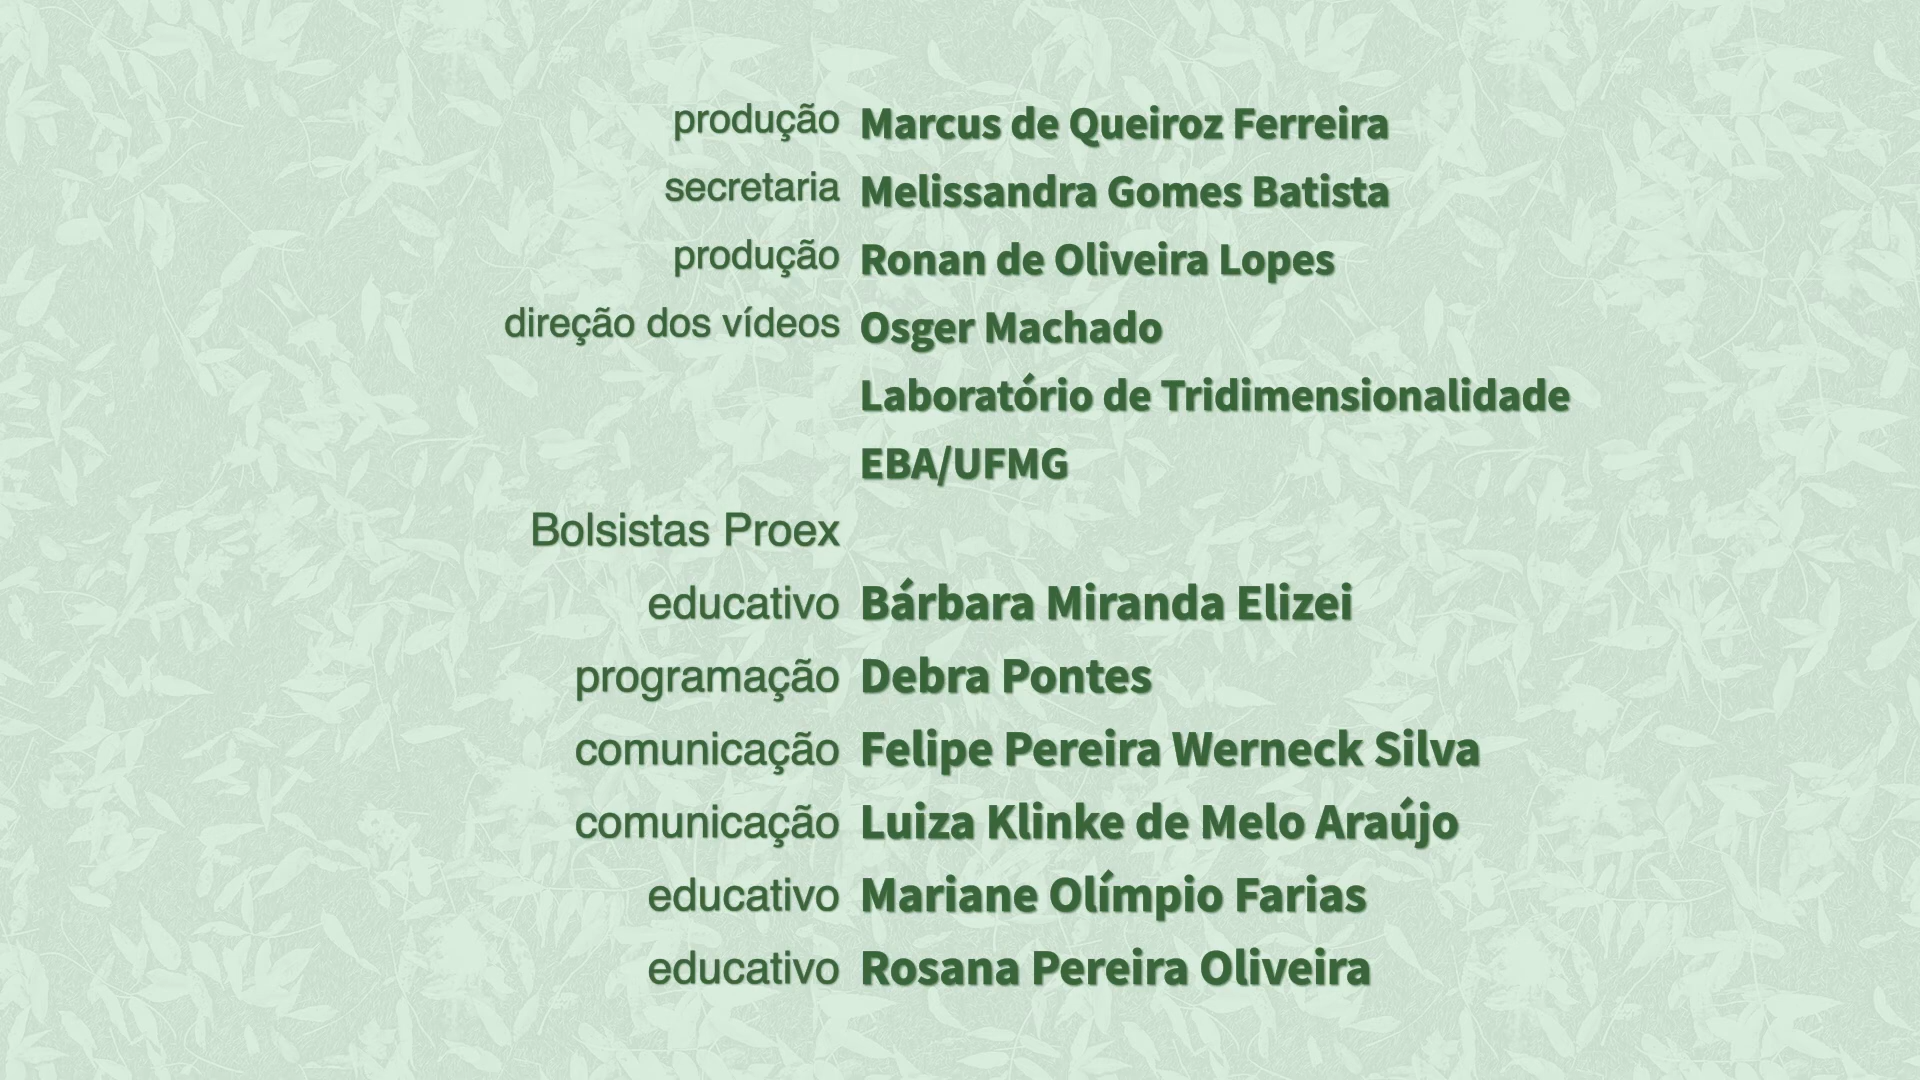 produção Marcus de Queiroz Ferreira
secretaria Melissandra Gomes Batista
produção Ronan de Oliveira Lopes
direção dos vídeos Osger Machado
Laboratório de Tridimensionalidade
EBA/UFMG
Bolsistas Proex
educativo Bárbara Miranda Elizei
programação Debra Pontes
comunicação Felipe Pereira Werneck Silva
comunicação Luiza Klinke de Melo Araújo
educativo Mariane Olímpio Farias
educativo Rosana Pereira Oliveira